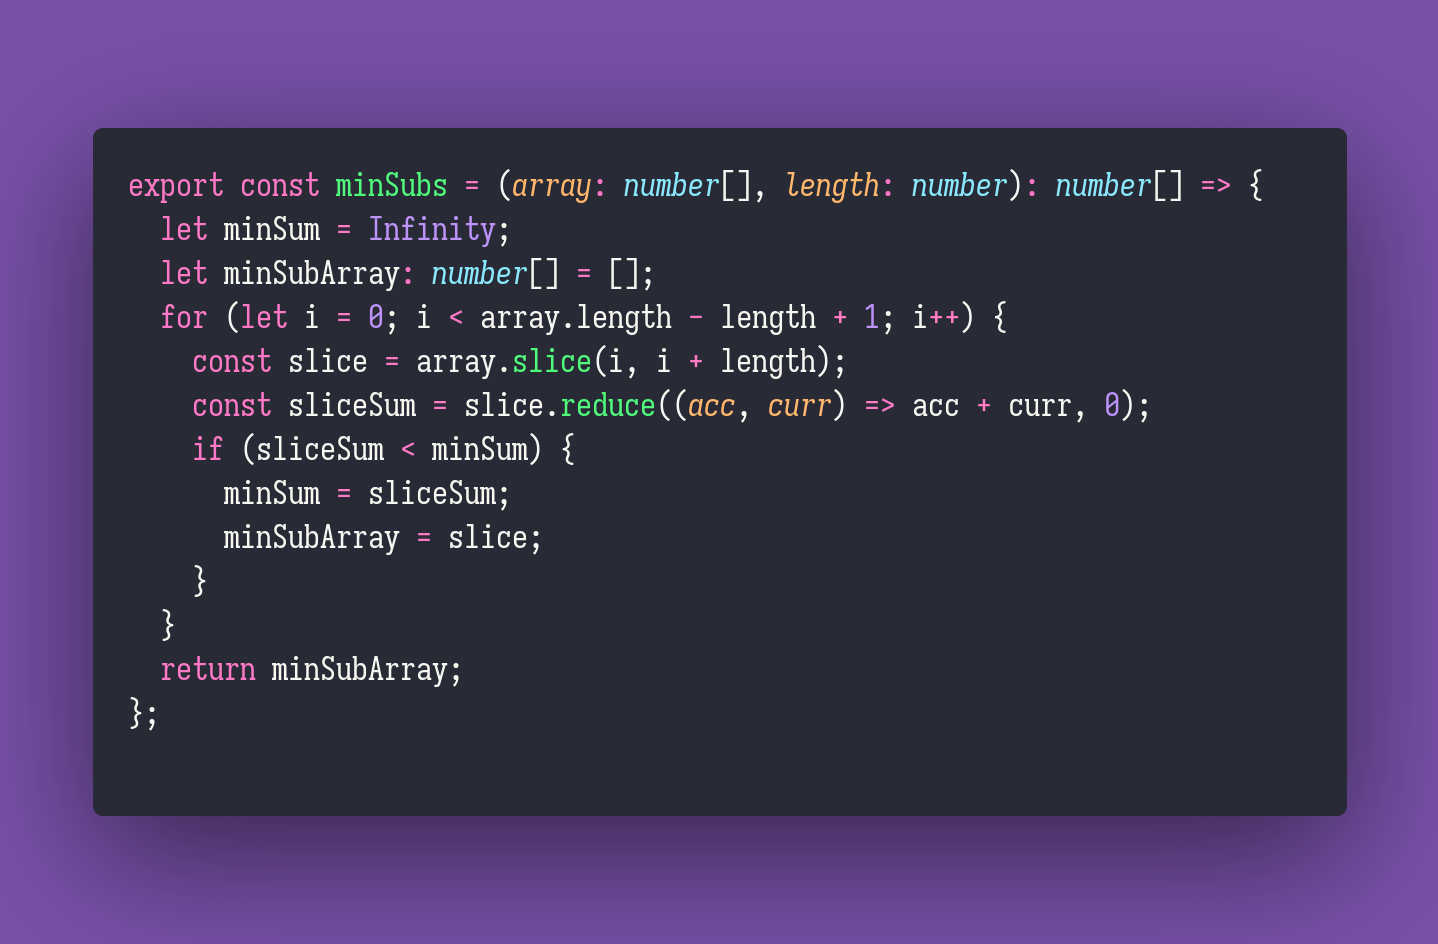 export const minSubs = (array: number[], length: number): number[] => {
  let minSum = Infinity;
  let minSubArray: number[] = [];
  for (let i = 0; i < array.length - length + 1; i++) {
    const slice = array.slice(i, i + length);
    const sliceSum = slice.reduce((acc, curr) => acc + curr, 0);
    if (sliceSum < minSum) {
      minSum = sliceSum;
      minSubArray = slice;
    }
  }
  return minSubArray;
};